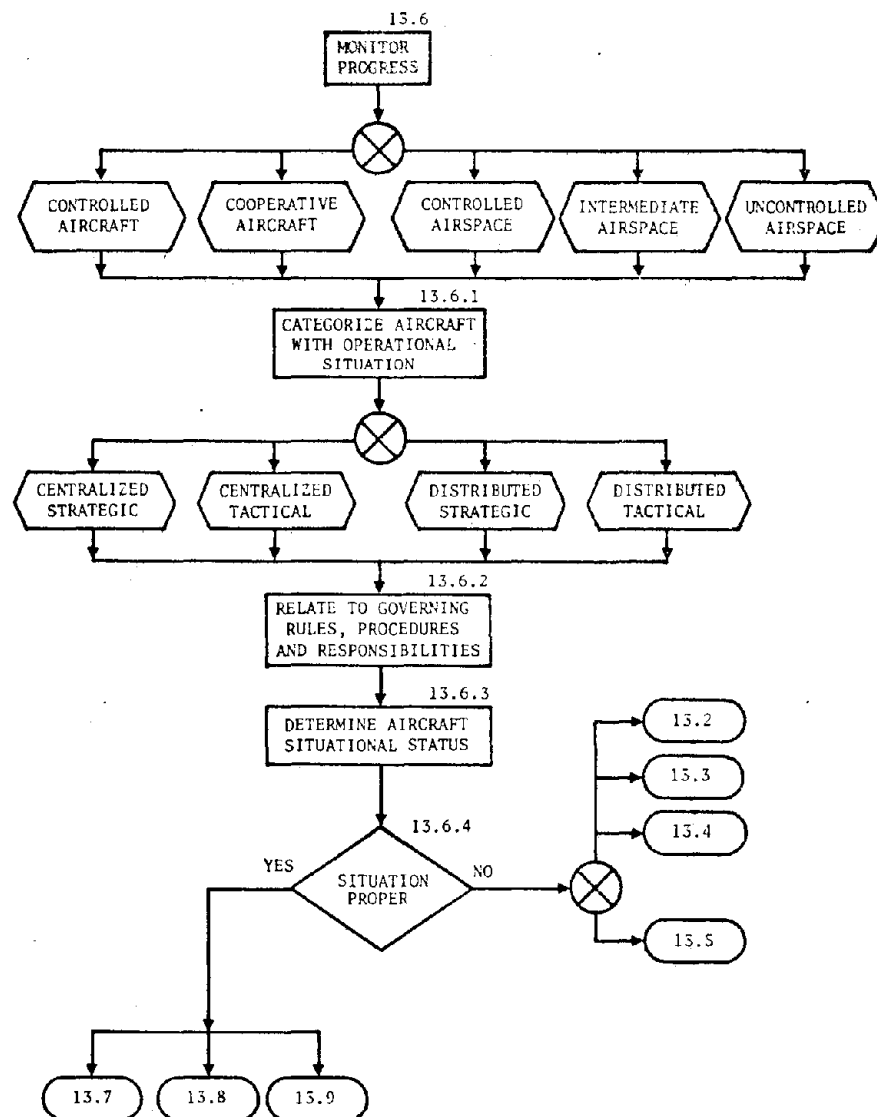 13.6
MONITOR
PROGRESS
CONTROLLED
AIRCRAFT
COOPERATIVE
AIRCRAFT
CONTROLLED
AIRSPACE
INTERMEDIATE
AIRSPACE
UNCONTROLLED
AIRSPACE
13.6.1
CATEGORIZE AIRCRAFT
WITH OPERATIONAL
SITUATION
CENTRALIZED
STRATEGIC
CENTRALIZED
TACTICAL
DISTRIBUTED
STRATEGIC
DISTRIBUTED
TACTICAL
13.6.2
RELATE TO GOVERNING
RULES, PROCEDURES
AND RESPONSIBILITIES
13.6.3
DETERMINE AIRCRAFT
SITUATIONAL STATUS
13.2
13.3
13.4
13.6.4
YES
SITUATION
PROPER
NO
13.5
13.7
13.8
13.9